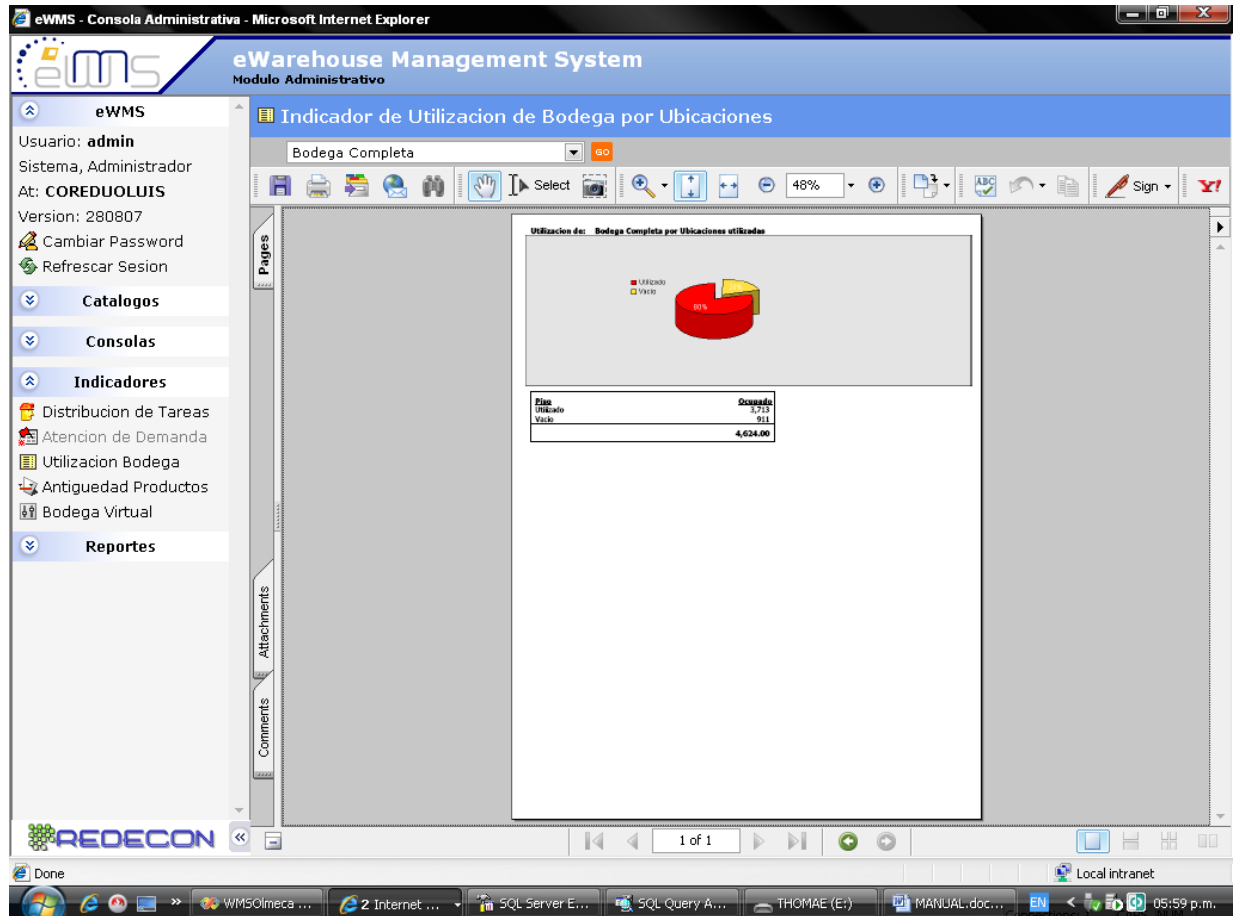 eWMS - Consola Administrativa - Microsoft Internet Explorer
eWMS
eWarehouse Management System
Modulo Administrativo
eWMS
Usuario: admin
Sistema, Administrador
At: COREDUOLUIS
Version: 280807
Cambiar Password
Refrescar Sesion
Catalogos
Consolas
Indicadores
Distribucion de Tareas
Atencion de Demanda
Utilizacion Bodega
Antiguedad Productos
Bodega Virtual
Reportes
REDECON
Indicador de Utilizacion de Bodega por Ubicaciones
Bodega Completa GO
Select 48% ABC Sign Y!
Pages
Attachments
Comments
Utilizacion de: Bodega Completa por Ubicaciones utilizadas
Utilizado
Vacio
80%
Piso Ocupado
Utilizado 3,713
Vacio 911
4,624.00
1 of 1
Done Local intranet
WMSOlmeca ... 2 Internet ... SQL Server E... SQL Query A... THOMAE (E:) MANUAL.doc... EN 05:59 p.m.